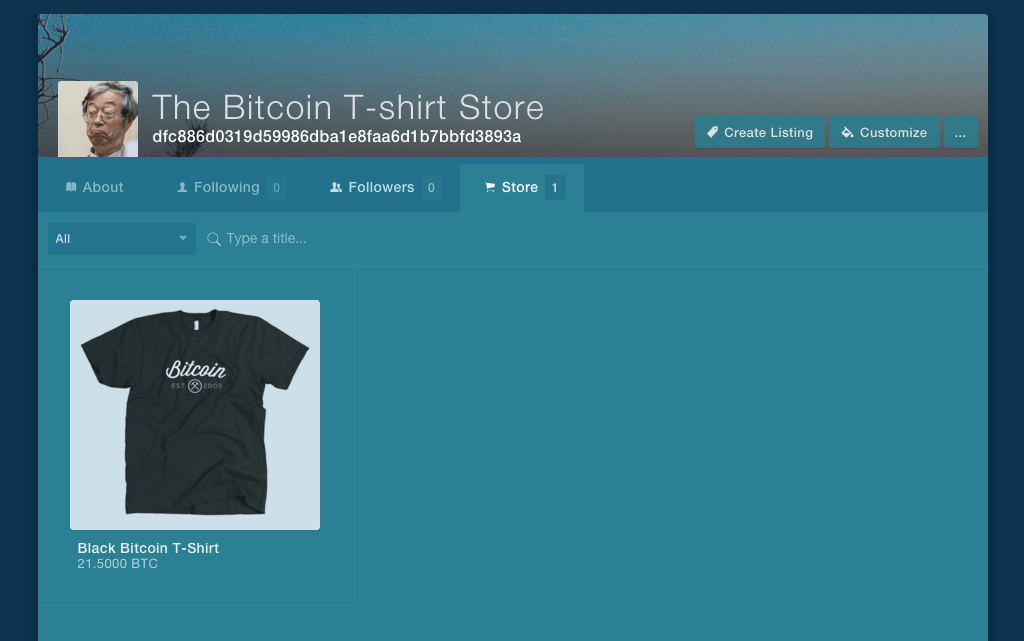 The Bitcoin T-shirt Store
dfc886d0319d59986dba1e8faa6d1b7bbfd3893a
Create Listing Customize ...
About Following 0 Followers 0 Store 1
All Type a title...
Bitcoin
EST. 2009
Black Bitcoin T-Shirt
21.5000 BTC